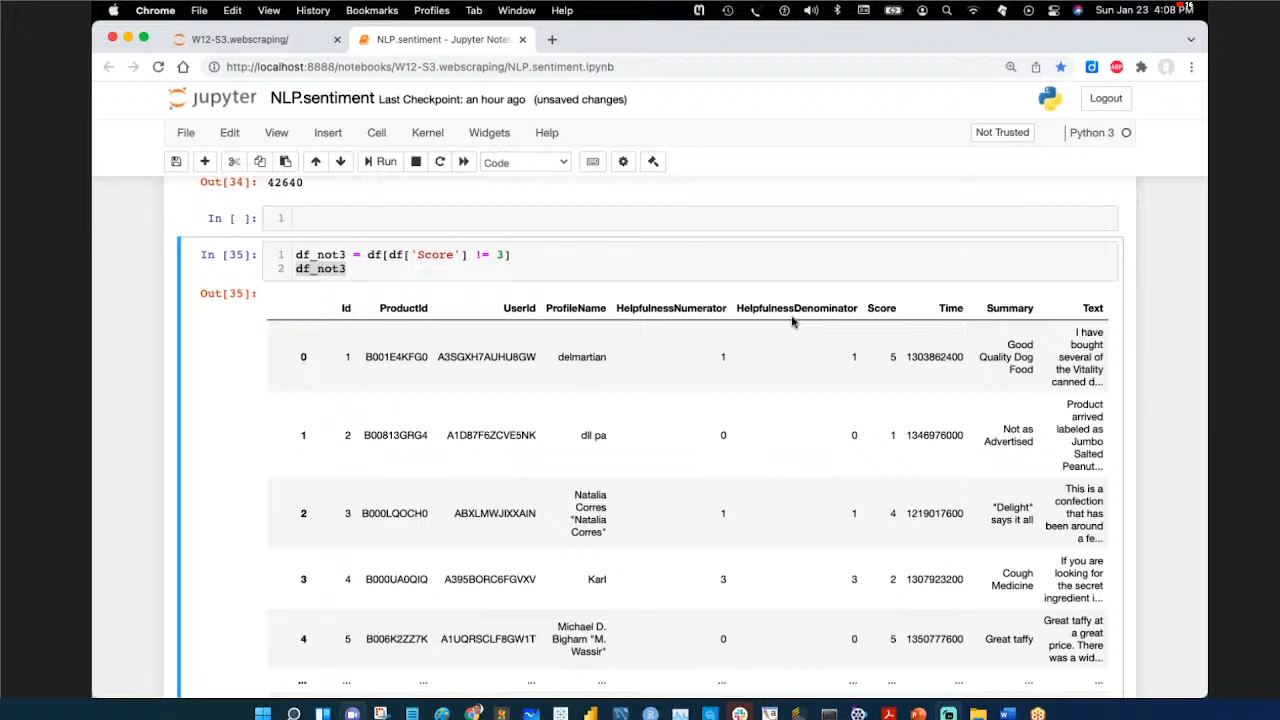 Chrome File Edit View History Bookmarks Profiles Tab Window Help Sun Jan 23 4:08 PM
W12-S3.webscraping/ NLP.sentiment - Jupyter Note
http://localhost:8888/notebooks/W12-S3.webscraping/NLP.sentiment.ipynb
jupyter NLP.sentiment Last Checkpoint: an hour ago (unsaved changes) Logout
File Edit View Insert Cell Kernel Widgets Help Not Trusted Python 3
Run Code
Out[34]: 42640
In [ ]: 1
In [35]: 1 df_not3 = df[df['Score'] != 3]
2 df_not3
Out[35]:
Id ProductId UserId ProfileName HelpfulnessNumerator HelpfulnessDenominator Score Time Summary Text
0 1 B001E4KFG0 A3SGXH7AUHU8GW delmartian 1 1 5 1303862400 Good Quality Dog Food I have bought several of the Vitality canned d...
1 2 B00813GRG4 A1D87F6ZCVE5NK dll pa 0 0 1 1346976000 Not as Advertised Product arrived labeled as Jumbo Salted Peanut...
2 3 B000LQOCH0 ABXLMWJIXXAIN Natalia Corres "Natalia Corres" 1 1 4 1219017600 "Delight" says it all This is a confection that has been around a fe...
3 4 B000UA0QIQ A395BORC6FGVXV Karl 3 3 2 1307923200 Cough Medicine If you are looking for the secret ingredient i...
4 5 B006K2ZZ7K A1UQRSCLF8GW1T Michael D. Bigham "M. Wassir" 0 0 5 1350777600 Great taffy Great taffy at a great price. There was a wid...
... ... ... ... ... ... ... ... ... ... ...